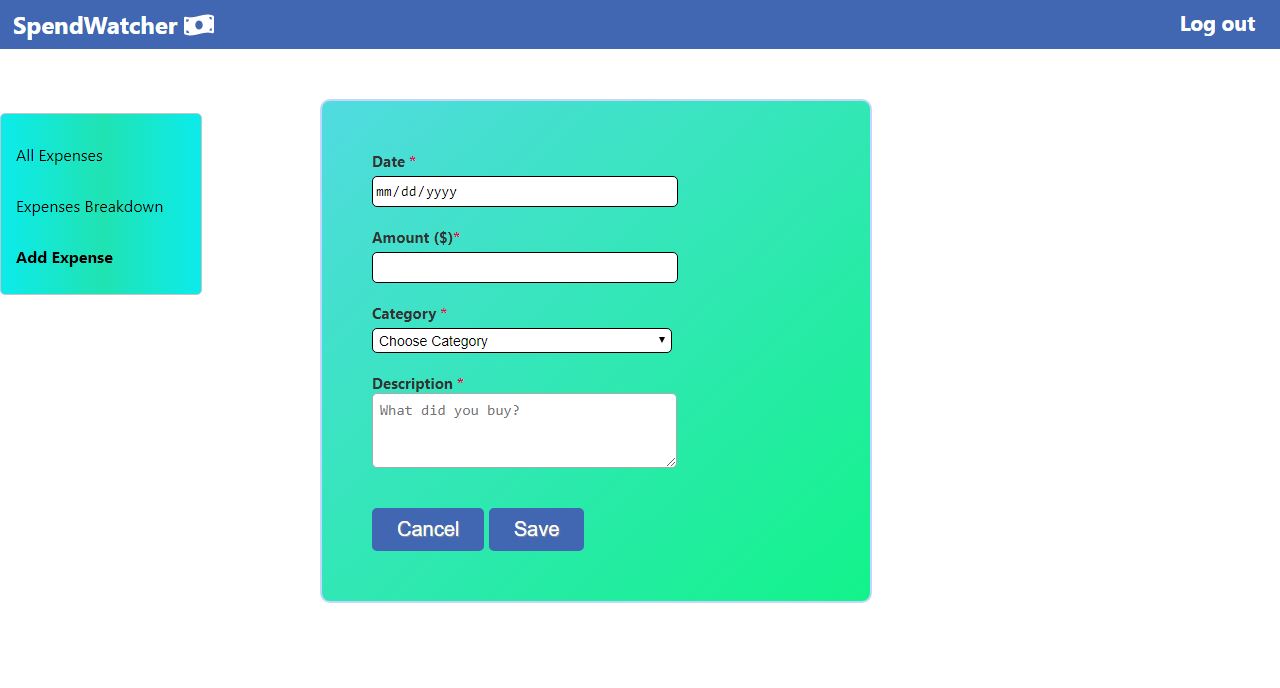 SpendWatcher
Log out
All Expenses
Expenses Breakdown
Add Expense
Date *
mm/dd/yyyy
Amount ($)*
Category *
Choose Category
Description *
What did you buy?
Cancel Save